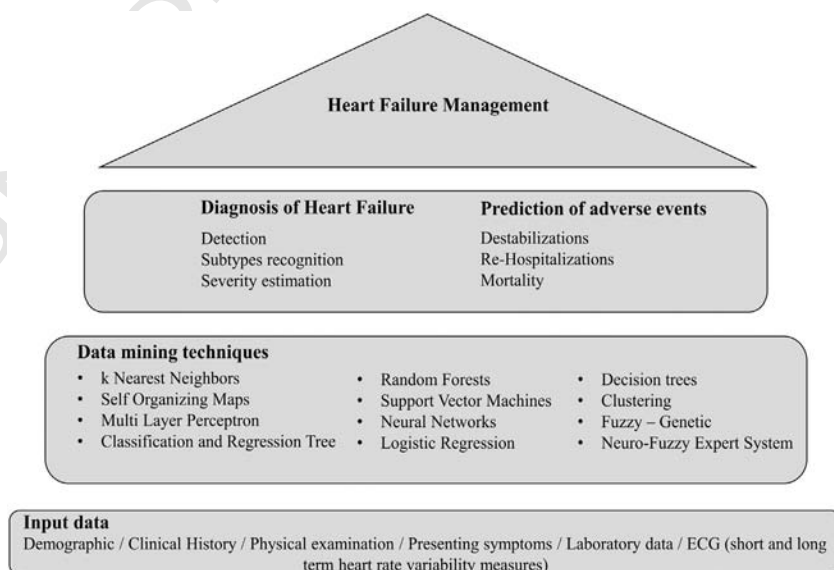 Heart Failure Management
Diagnosis of Heart Failure
Detection
Subtypes recognition
Severity estimation
Prediction of adverse events
Destabilizations
Re-Hospitalizations
Mortality
Data mining techniques
• k Nearest Neighbors
• Self Organizing Maps
• Multi Layer Perceptron
• Classification and Regression Tree
• Random Forests
• Support Vector Machines
• Neural Networks
• Logistic Regression
• Decision trees
• Clustering
• Fuzzy – Genetic
• Neuro-Fuzzy Expert System
Input data
Demographic / Clinical History / Physical examination / Presenting symptoms / Laboratory data / ECG (short and long
term heart rate variability measures)